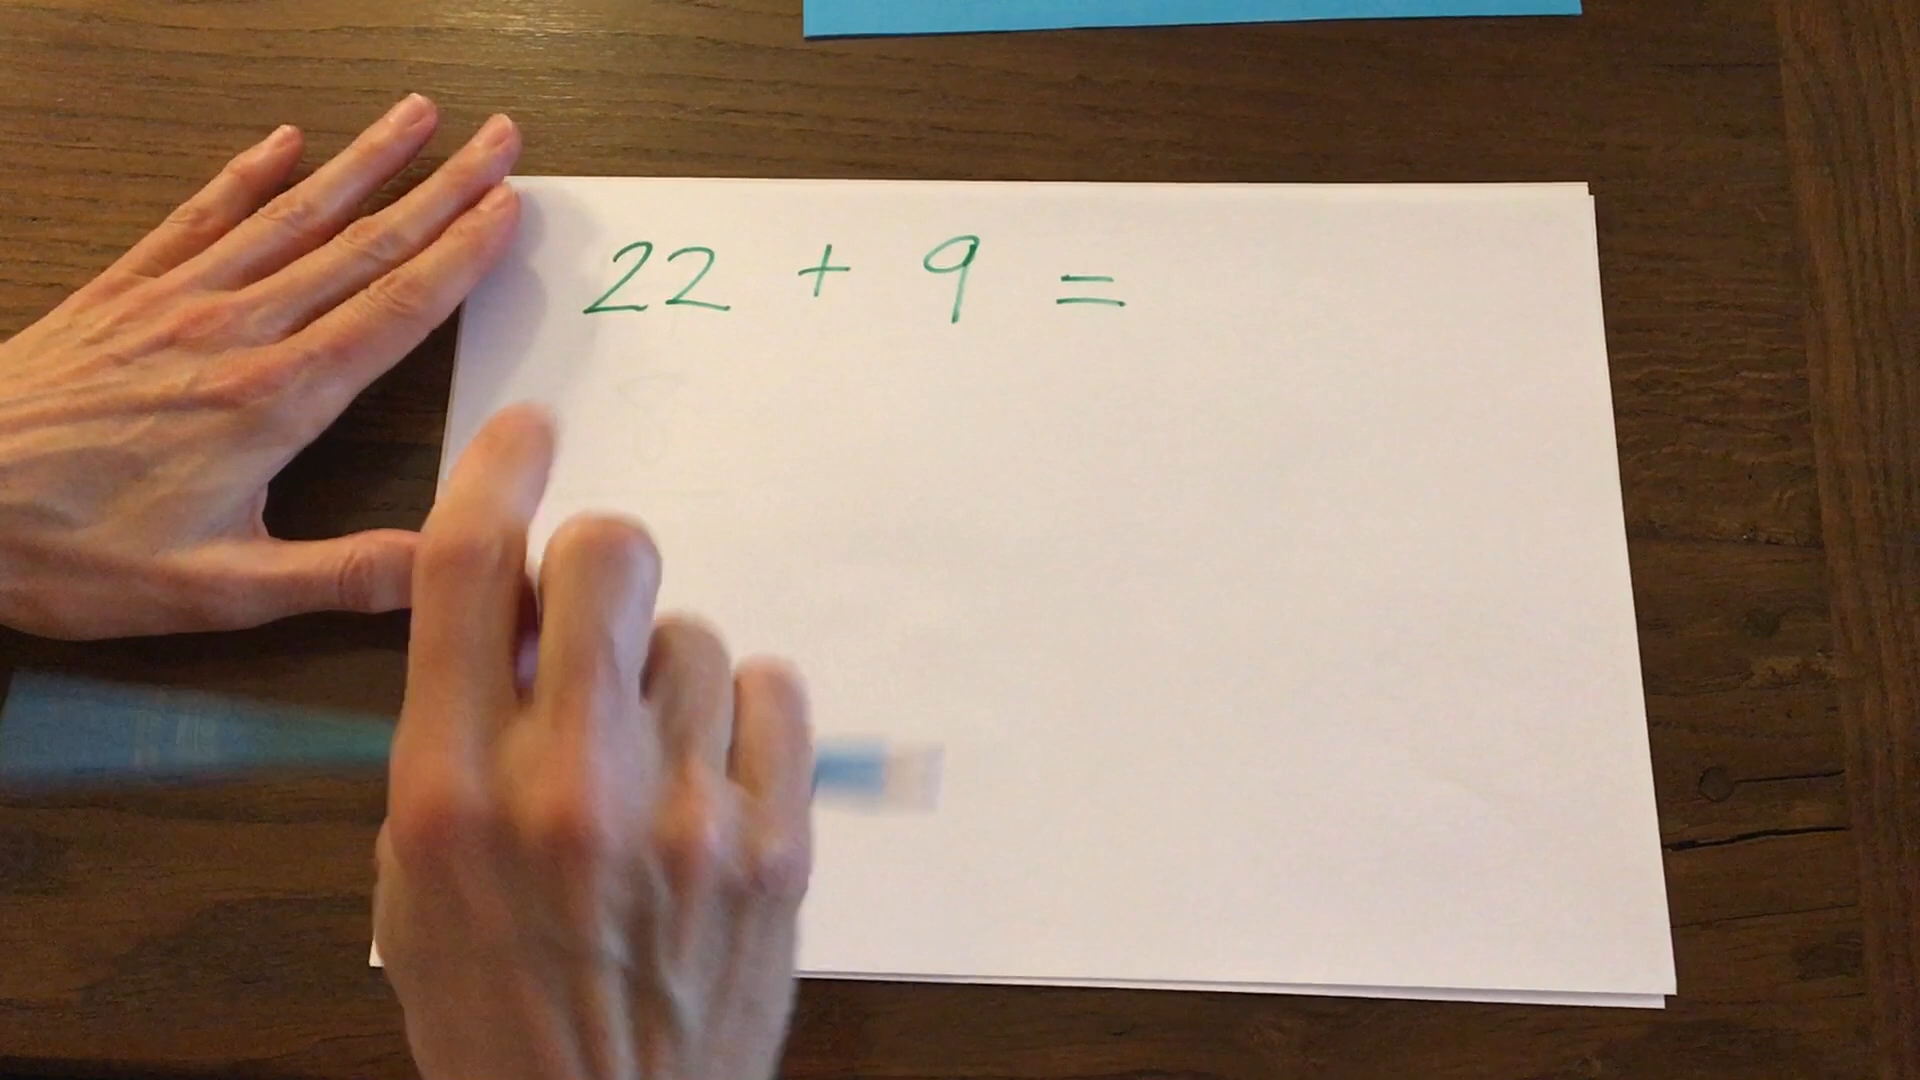 22 + 9 =